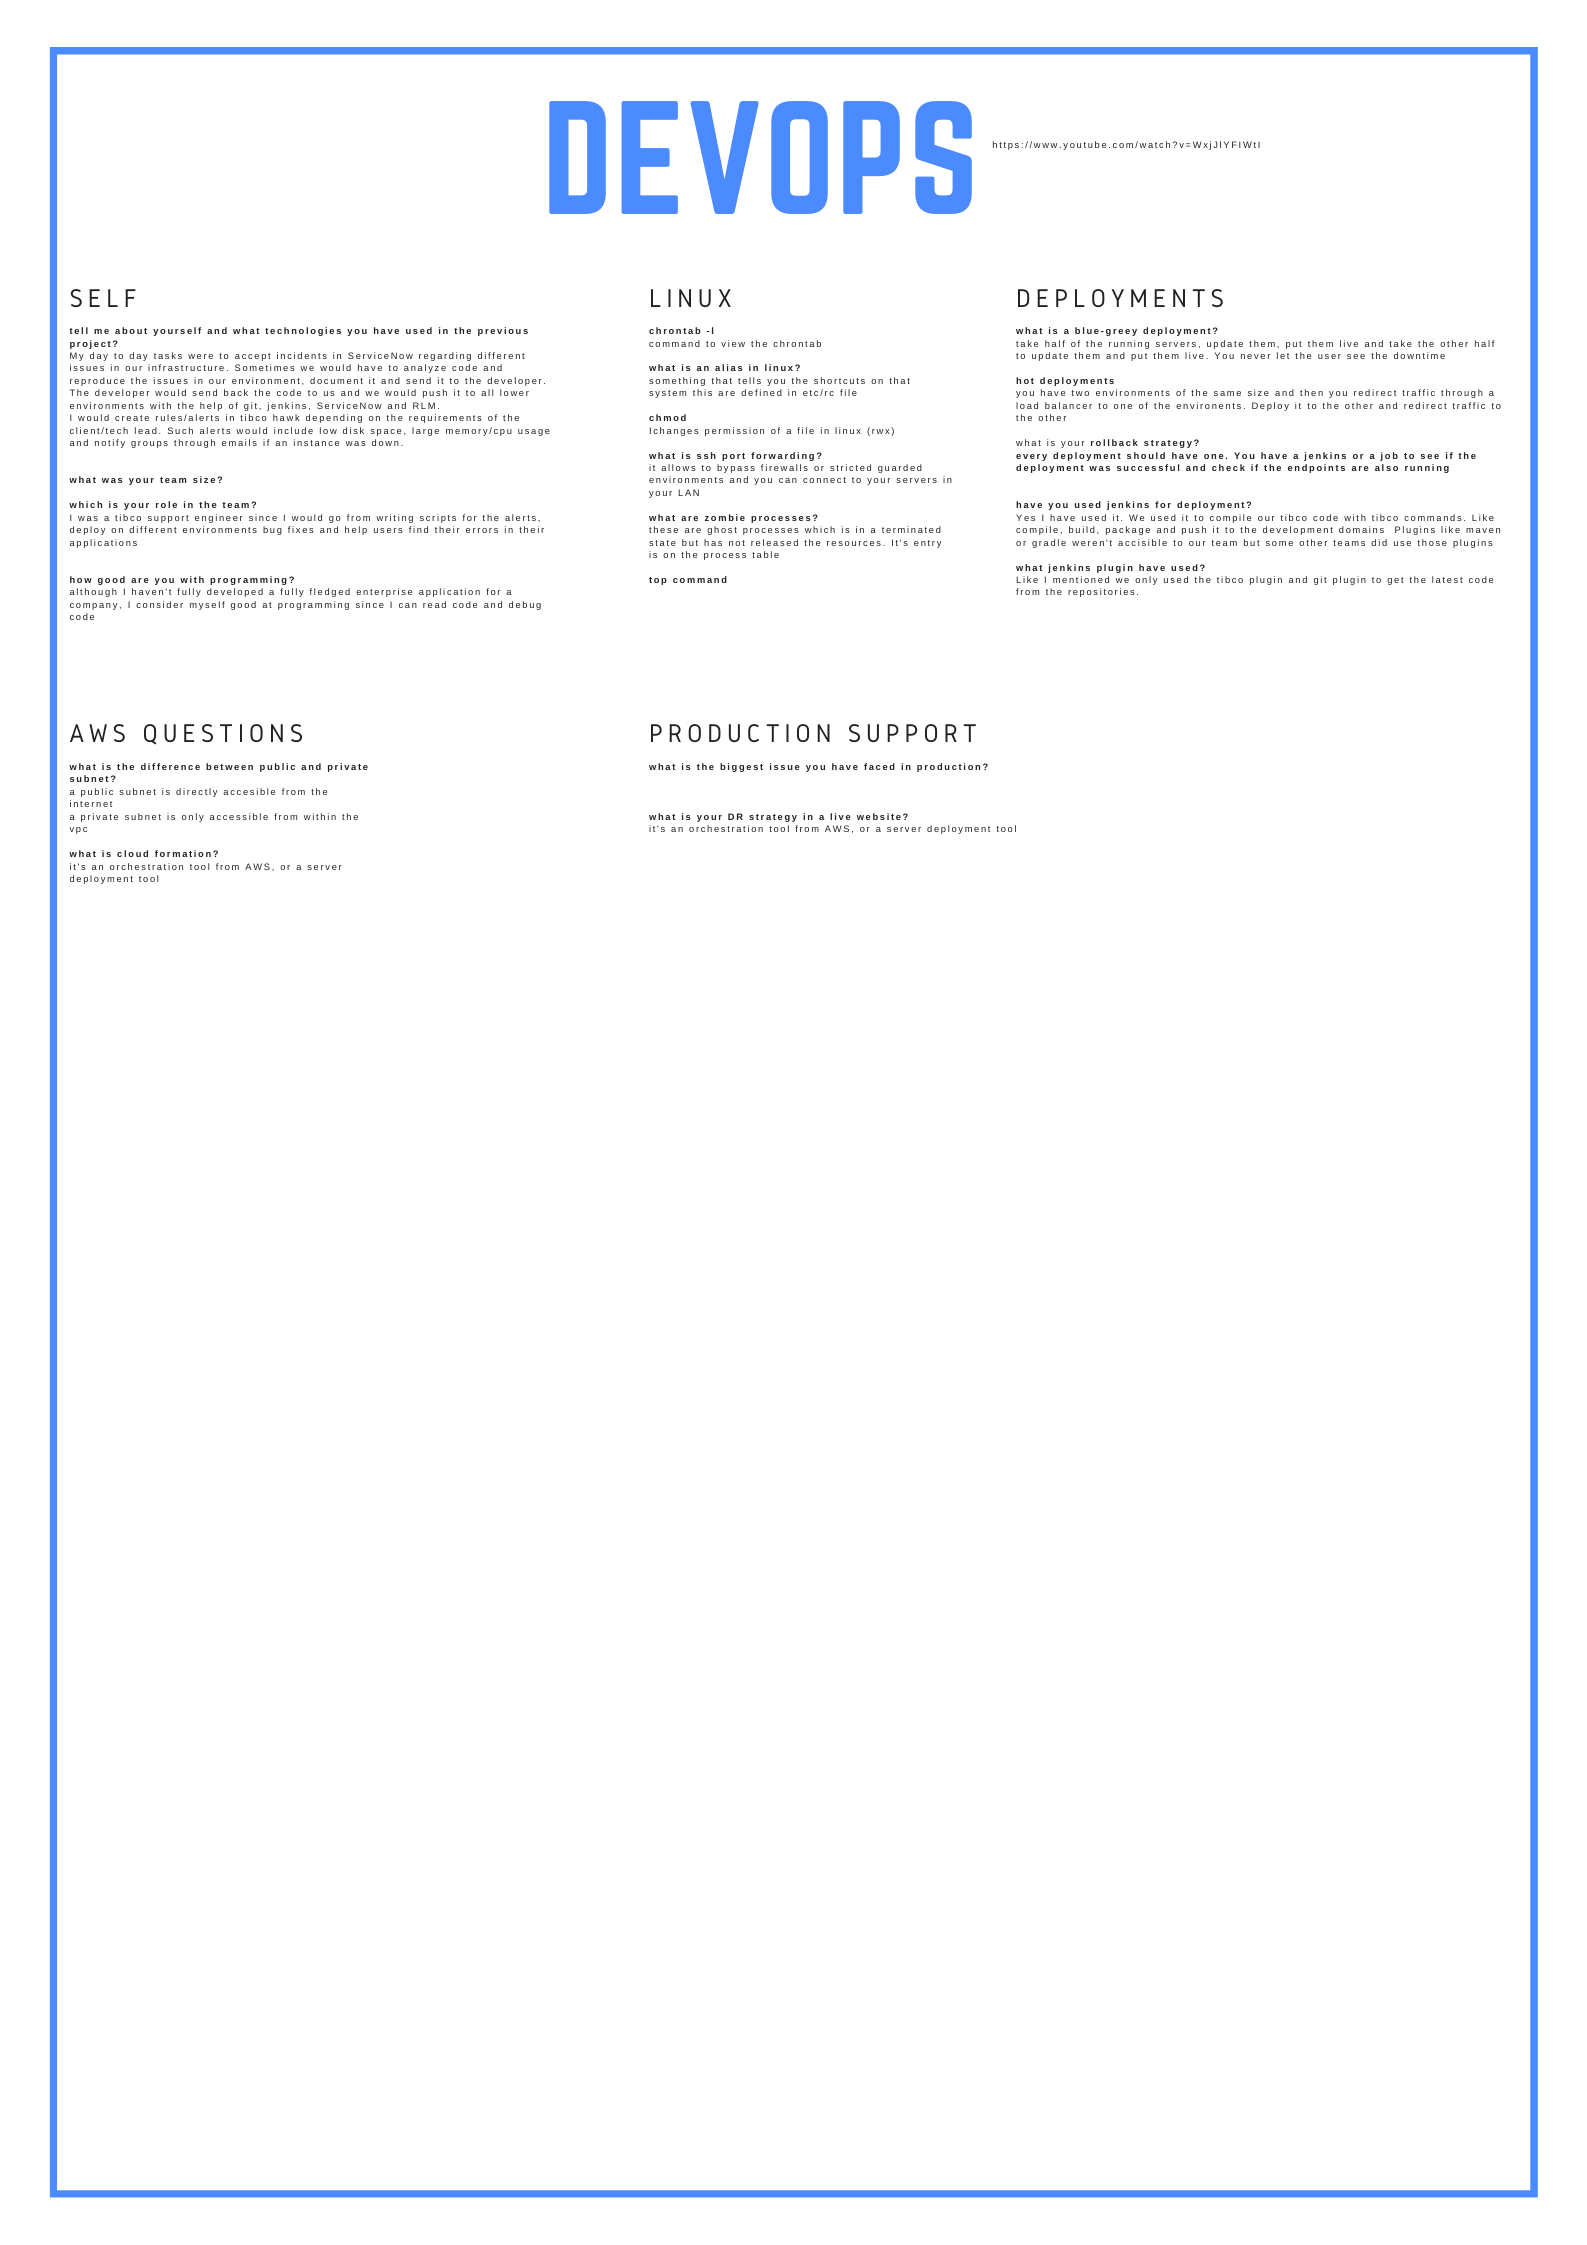 DEVOPS
https://www.youtube.com/watch?v=WxjJlYFIWtI
SELF
tell me about yourself and what technologies you have used in the previous
project?
My day to day tasks were to accept incidents in ServiceNow regarding different
issues in our infrastructure. Sometimes we would have to analyze code and
reproduce the issues in our environment, document it and send it to the developer.
The developer would send back the code to us and we would push it to all lower
environments with the help of git, jenkins, ServiceNow and RLM.
I would create rules/alerts in tibco hawk depending on the requirements of the
client/tech lead. Such alerts would include low disk space, large memory/cpu usage
and notify groups through emails if an instance was down.
what was your team size?
which is your role in the team?
I was a tibco support engineer since I would go from writing scripts for the alerts,
deploy on different environments bug fixes and help users find their errors in their
applications
how good are you with programming?
although I haven't fully developed a fully fledged enterprise application for a
company, I consider myself good at programming since I can read code and debug
code
LINUX
chrontab -l
command to view the chrontab
what is an alias in linux?
something that tells you the shortcuts on that
system this are defined in etc/rc file
chmod
Ichanges permission of a file in linux (rwx)
what is ssh port forwarding?
it allows to bypass firewalls or stricted guarded
environments and you can connect to your servers in
your LAN
what are zombie processes?
these are ghost processes which is in a terminated
state but has not released the resources. It's entry
is on the process table
top command
DEPLOYMENTS
what is a blue-greey deployment?
take half of the running servers, update them, put them live and take the other half
to update them and put them live. You never let the user see the downtime
hot deployments
you have two environments of the same size and then you redirect traffic through a
load balancer to one of the environents. Deploy it to the other and redirect traffic to
the other
what is your rollback strategy?
every deployment should have one. You have a jenkins or a job to see if the
deployment was successful and check if the endpoints are also running
have you used jenkins for deployment?
Yes I have used it. We used it to compile our tibco code with tibco commands. Like
compile, build, package and push it to the development domains  Plugins like maven
or gradle weren't accisible to our team but some other teams did use those plugins
what jenkins plugin have used?
Like I mentioned we only used the tibco plugin and git plugin to get the latest code
from the repositories.
AWS QUESTIONS
what is the difference between public and private
subnet?
a public subnet is directly accesible from the
internet
a private subnet is only accessible from within the
vpc
what is cloud formation?
it's an orchestration tool from AWS, or a server
deployment tool
PRODUCTION SUPPORT
what is the biggest issue you have faced in production?
what is your DR strategy in a live website?
it's an orchestration tool from AWS, or a server deployment tool